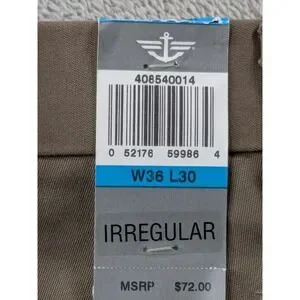 408540014
0 52176 59986 4
W36 L30
IRREGULAR
MSRP $72.00